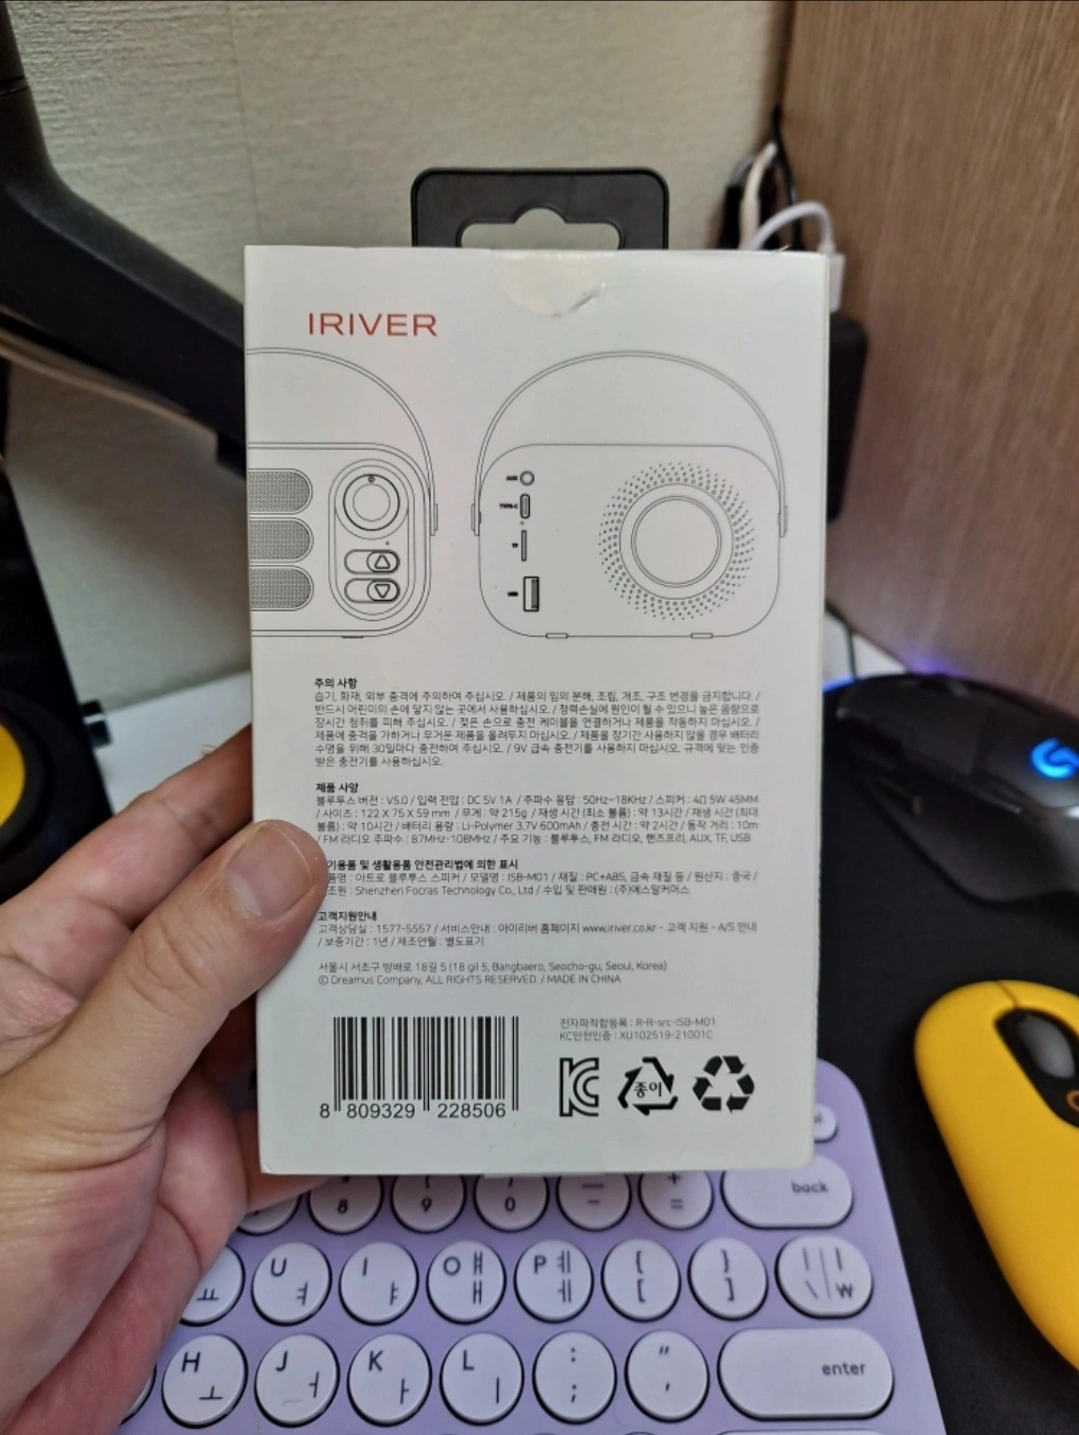 IRIVER
AUX
TYPE-C
TF
주의 사항
습기, 화재, 외부 충격에 주의하여 주십시오. / 제품의 임의 분해, 조립, 개조, 구조 변경을 금지합니다. /
반드시 어린이의 손에 닿지 않는 곳에서 사용하십시오. / 청력손실에 원인이 될 수 있으니 높은 음량으로
장시간 청취를 피해 주십시오. / 젖은 손으로 충전 케이블을 연결하거나 제품을 작동하지 마십시오. /
제품에 충격을 가하거나 무거운 제품을 올려두지 마십시오. / 제품을 장기간 사용하지 않을 경우 배터리
수명을 위해 30일마다 충전하여 주십시오. / 9V 급속 충전기를 사용하지 마십시오. 규격에 맞는 인증
받은 충전기를 사용하십시오.
제품 사양
블루투스 버전 : V5.0 / 입력 전압 : DC 5V 1A / 주파수 응답 : 50Hz~18KHz / 스피커 : 4Ω 5W 45MM
/ 사이즈 : 122 X 75 X 59 mm / 무게 : 약 215g / 재생 시간 (최소 볼륨) : 약 13시간 / 재생 시간 (최대
볼륨) : 약 10시간 / 배터리 용량 : Li-Polymer 3.7V 600mAh / 충전 시간 : 약 2시간 / 동작 거리 : 10m
/ FM 라디오 주파수 : 87MHz-108MHz / 주요 기능 : 블루투스, FM 라디오, 핸즈프리, AUX, TF, USB
기용품 및 생활용품 안전관리법에 의한 표시
품명 : 아트로 블루투스 스피커 / 모델명 : ISB-M01 / 재질 : PC+ABS, 금속 재질 등 / 원산지 : 중국 /
조원 : Shenzhen Focras Technology Co., Ltd / 수입 및 판매원 : (주)에스알커머스
고객지원안내
고객상담실 : 1577-5557 / 서비스안내 : 아이리버 홈페이지 www.iriver.co.kr - 고객 지원 - A/S 안내
/ 보증기간 : 1년 / 제조연월 : 별도표기
서울시 서초구 방배로 18길 5 (18 gil 5, Bangbaero, Seocho-gu, Seoul, Korea)
© Dreamus Company, ALL RIGHTS RESERVED. / MADE IN CHINA
전자파적합등록 : R-R-src-ISB-M01
KC안전인증 : XU102519-21001C
종이
8 809329 228506
8 ( 9 ) 0 — - + = back
ㅛ U ㅕ I ㅑ O ㅒ ㅐ P ㅖ ㅔ { [ } ] | \ ₩
H ㅗ J ㅓ K ㅏ L ㅣ : ; " ' enter